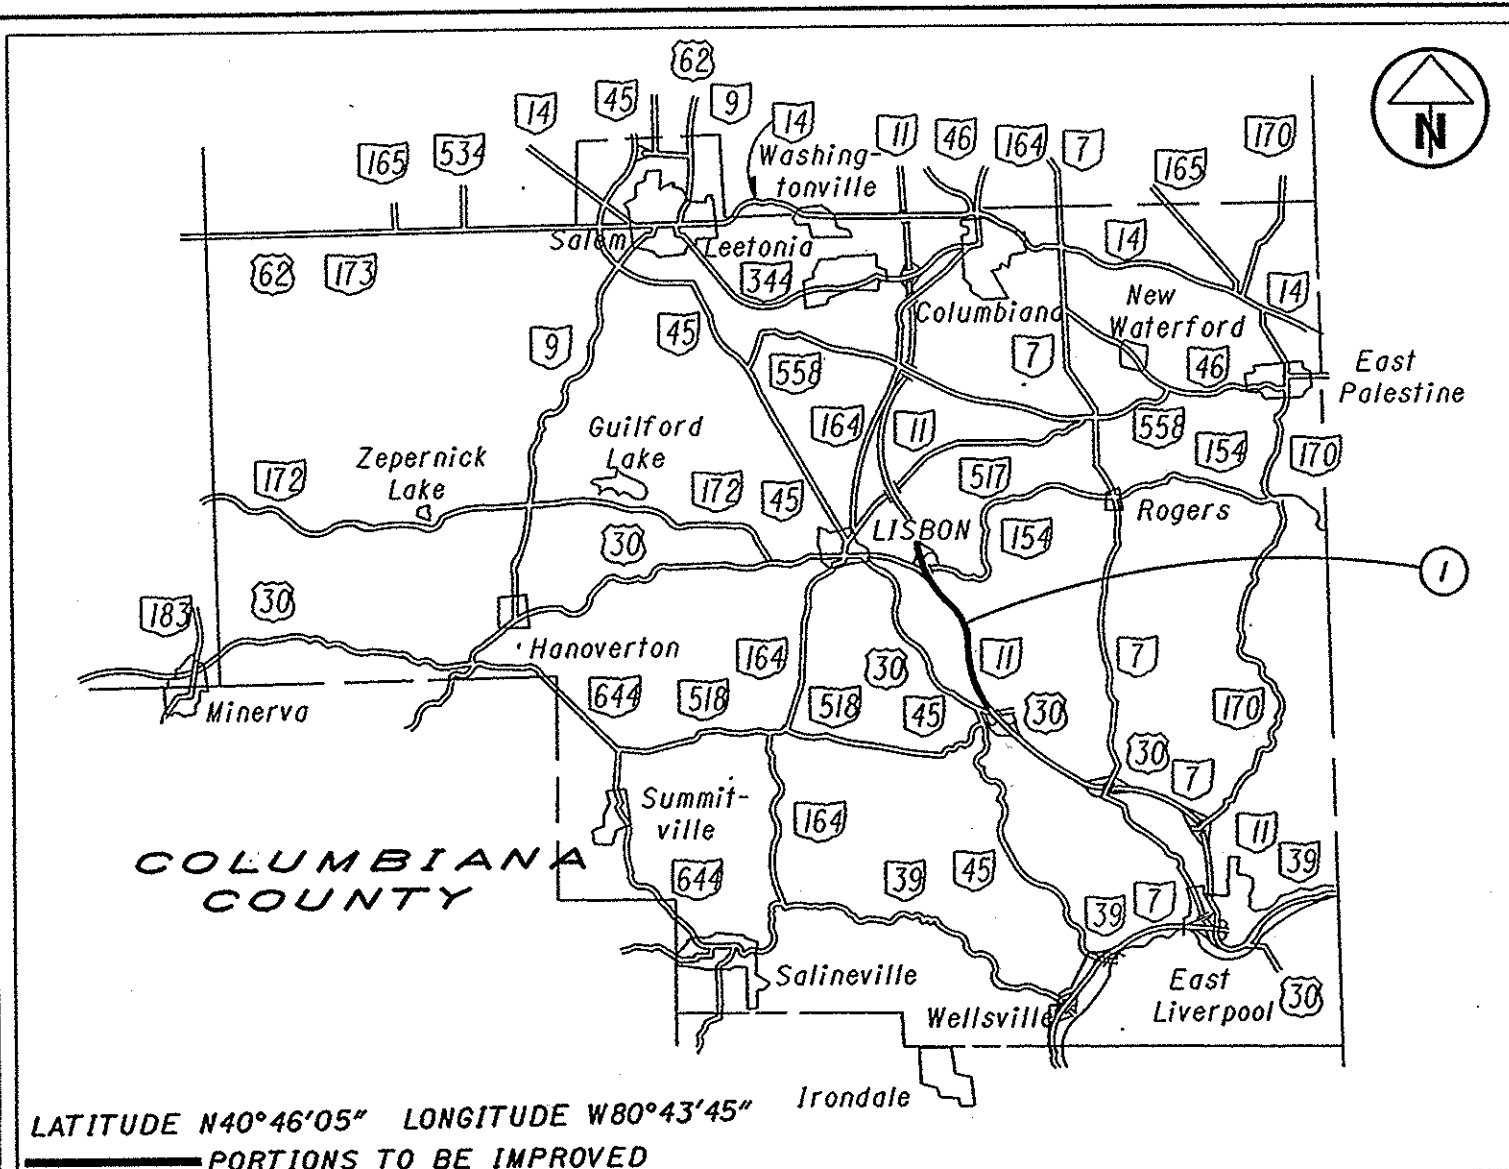 62
14
45
9
14
11
46
164
7
170
N
165
534
Washing-
tonville
165
Salem
Leetonia
14
62
173
344
New
Waterford
14
Columbiana
9
45
7
46
East
Palestine
558
164
11
558
154
170
Guilford
Lake
Zepernick
Lake
172
172
45
517
Rogers
LISBON
30
154
1
30
183
Hanoverton
164
30
11
7
644
518
518
45
30
170
Minerva
30
7
Summit-
ville
164
11
39
COLUMBIANA
COUNTY
644
39
45
39
7
Salineville
East
Liverpool
30
Wellsville
Irondale
LATITUDE N40°46'05" LONGITUDE W80°43'45"
PORTIONS TO BE IMPROVED